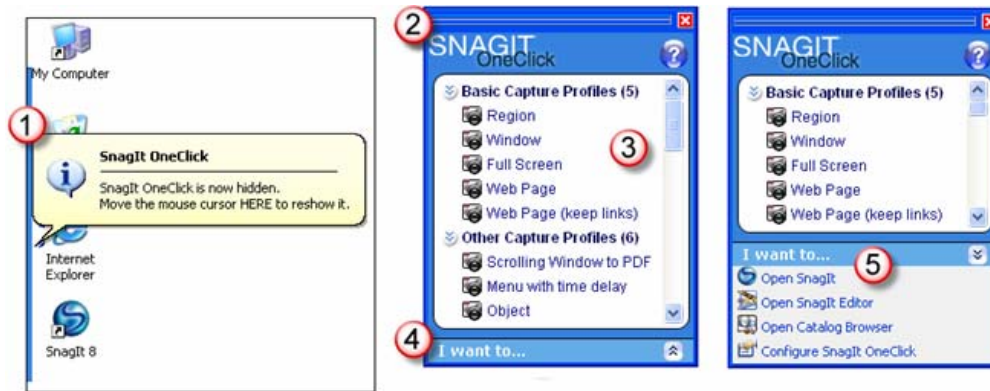 My Computer
1
SnagIt OneClick
SnagIt OneClick is now hidden.
Move the mouse cursor HERE to reshow it.
Internet
Explorer
SnagIt 8
2
SNAGIT
OneClick
?
Basic Capture Profiles (5)
Region
Window
Full Screen
Web Page
Web Page (keep links)
Other Capture Profiles (6)
Scrolling Window to PDF
Menu with time delay
Object
3
4
I want to...
SNAGIT
OneClick
?
Basic Capture Profiles (5)
Region
Window
Full Screen
Web Page
Web Page (keep links)
I want to...
5
Open SnagIt
Open SnagIt Editor
Open Catalog Browser
Configure SnagIt OneClick